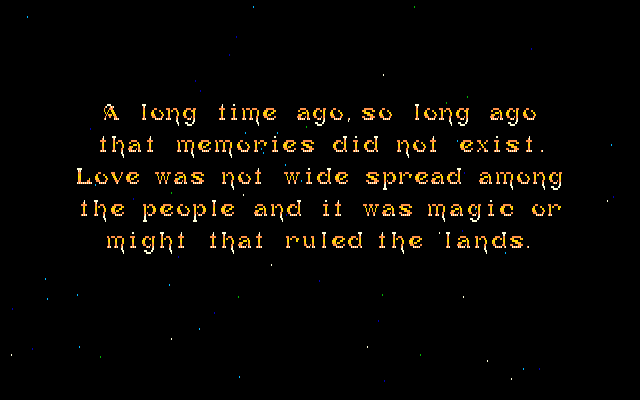 A long time ago, so long ago
that memories did not exist.
Love was not wide spread among
the people and it was magic or
might that ruled the lands.